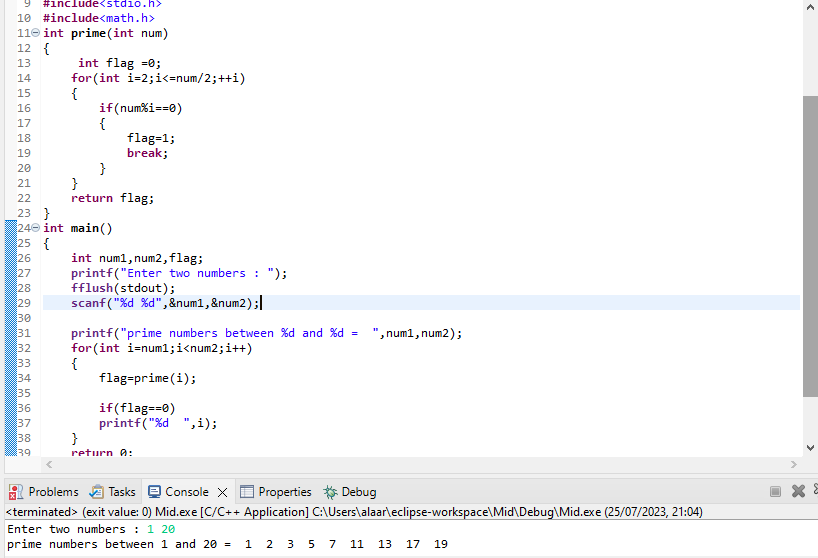 9 #include<stdio.h>
10 #include<math.h>
11 int prime(int num)
12 {
13 int flag =0;
14 for(int i=2;i<=num/2;++i)
15 {
16 if(num%i==0)
17 {
18 flag=1;
19 break;
20 }
21 }
22 return flag;
23 }
24 int main()
25 {
26 int num1,num2,flag;
27 printf("Enter two numbers : ");
28 fflush(stdout);
29 scanf("%d %d",&num1,&num2);
30
31 printf("prime numbers between %d and %d =  ",num1,num2);
32 for(int i=num1;i<num2;i++)
33 {
34 flag=prime(i);
35
36 if(flag==0)
37 printf("%d  ",i);
38 }
39 return 0;
Problems Tasks Console Properties Debug
<terminated> (exit value: 0) Mid.exe [C/C++ Application] C:\Users\alaar\eclipse-workspace\Mid\Debug\Mid.exe (25/07/2023, 21:04)
Enter two numbers : 1 20
prime numbers between 1 and 20 =  1  2  3  5  7  11  13  17  19